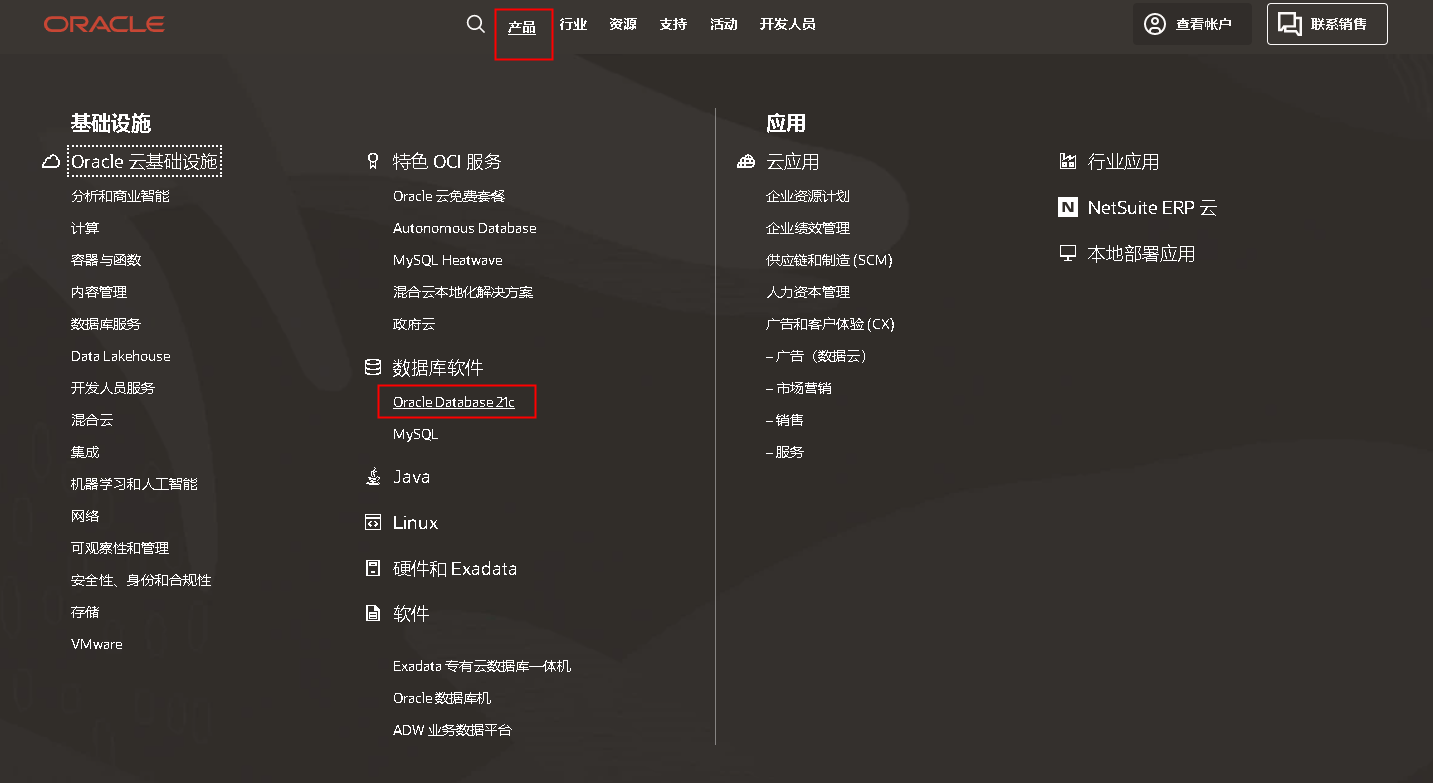 ORACLE
产品
行业
资源
支持
活动
开发人员
查看帐户
联系销售
基础设施
Oracle 云基础设施
分析和商业智能
计算
容器与函数
内容管理
数据库服务
Data Lakehouse
开发人员服务
混合云
集成
机器学习和人工智能
网络
可观察性和管理
安全性、身份和合规性
存储
VMware
特色 OCI 服务
Oracle 云免费套餐
Autonomous Database
MySQL Heatwave
混合云本地化解决方案
政府云
数据库软件
Oracle Database 21c
MySQL
Java
Linux
硬件和 Exadata
软件
Exadata 专有云数据库一体机
Oracle 数据库机
ADW 业务数据平台
应用
云应用
企业资源计划
企业绩效管理
供应链和制造 (SCM)
人力资本管理
广告和客户体验 (CX)
– 广告（数据云）
– 市场营销
– 销售
– 服务
行业应用
N NetSuite ERP 云
本地部署应用